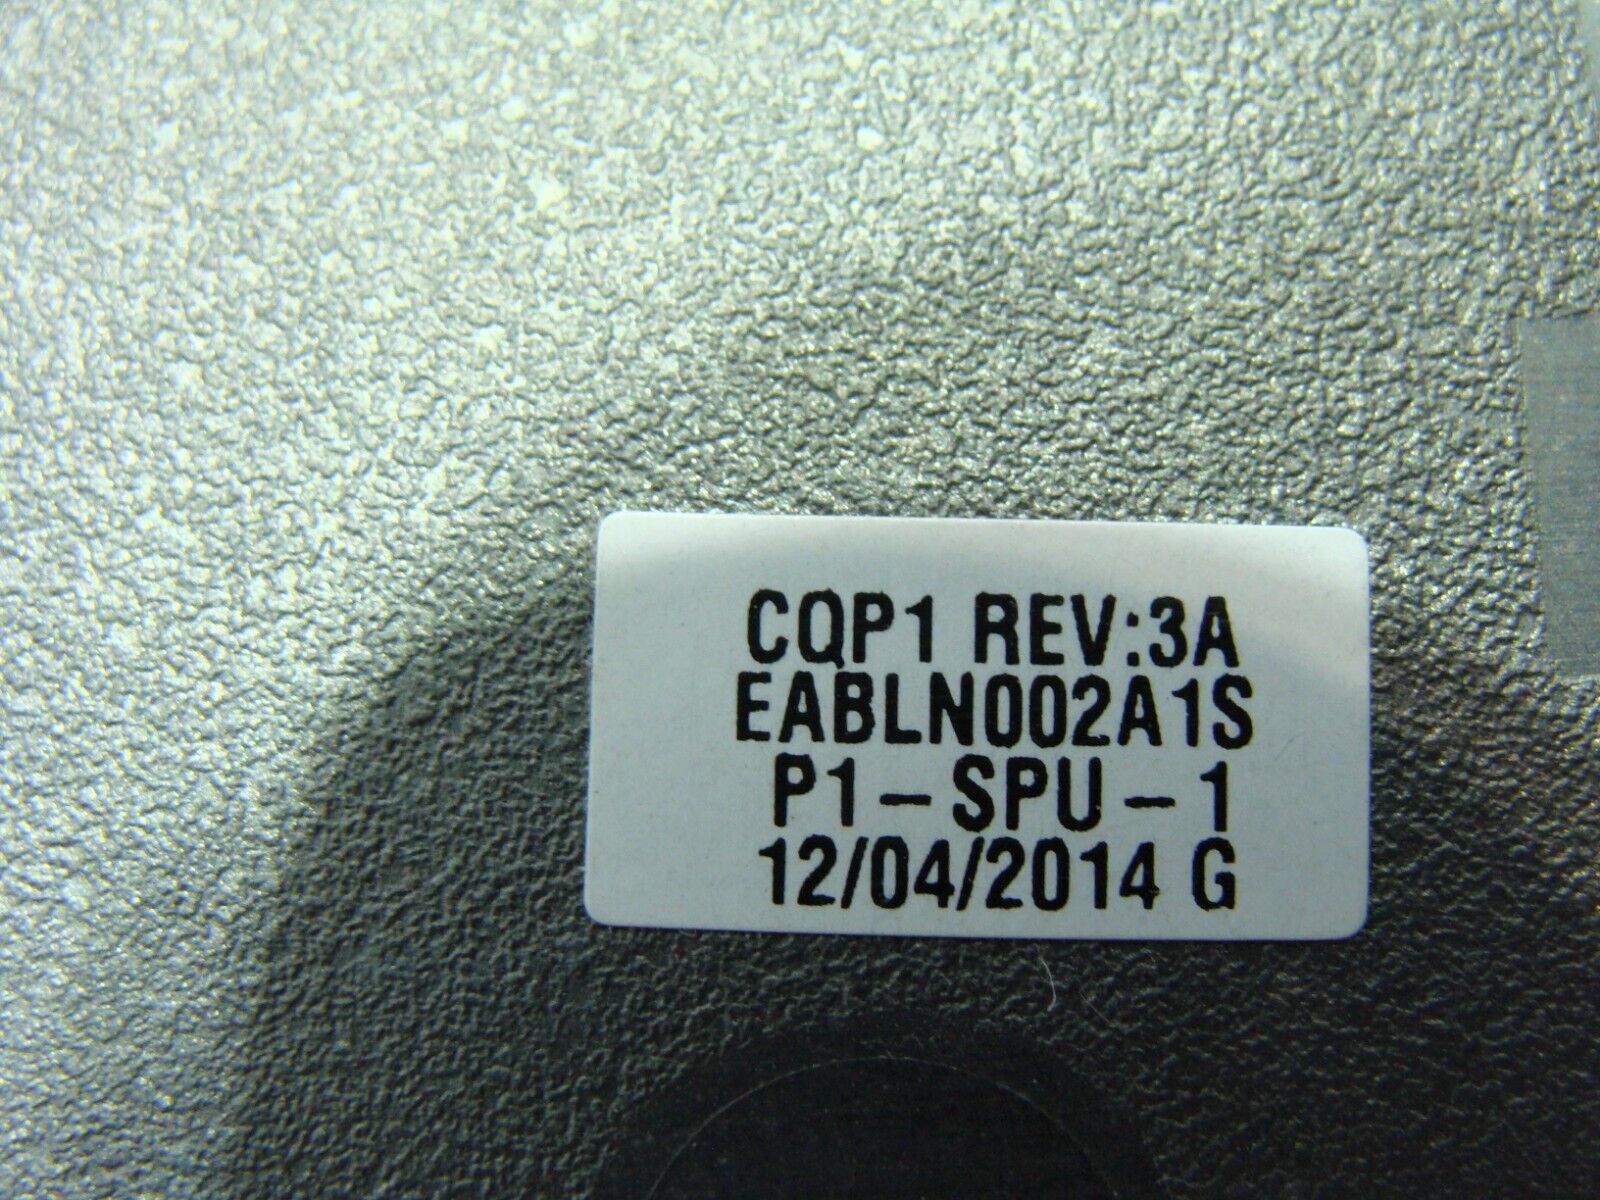 CQP1 REV:3A
EABLN002A1S
P1-SPU-1
12/04/2014 G